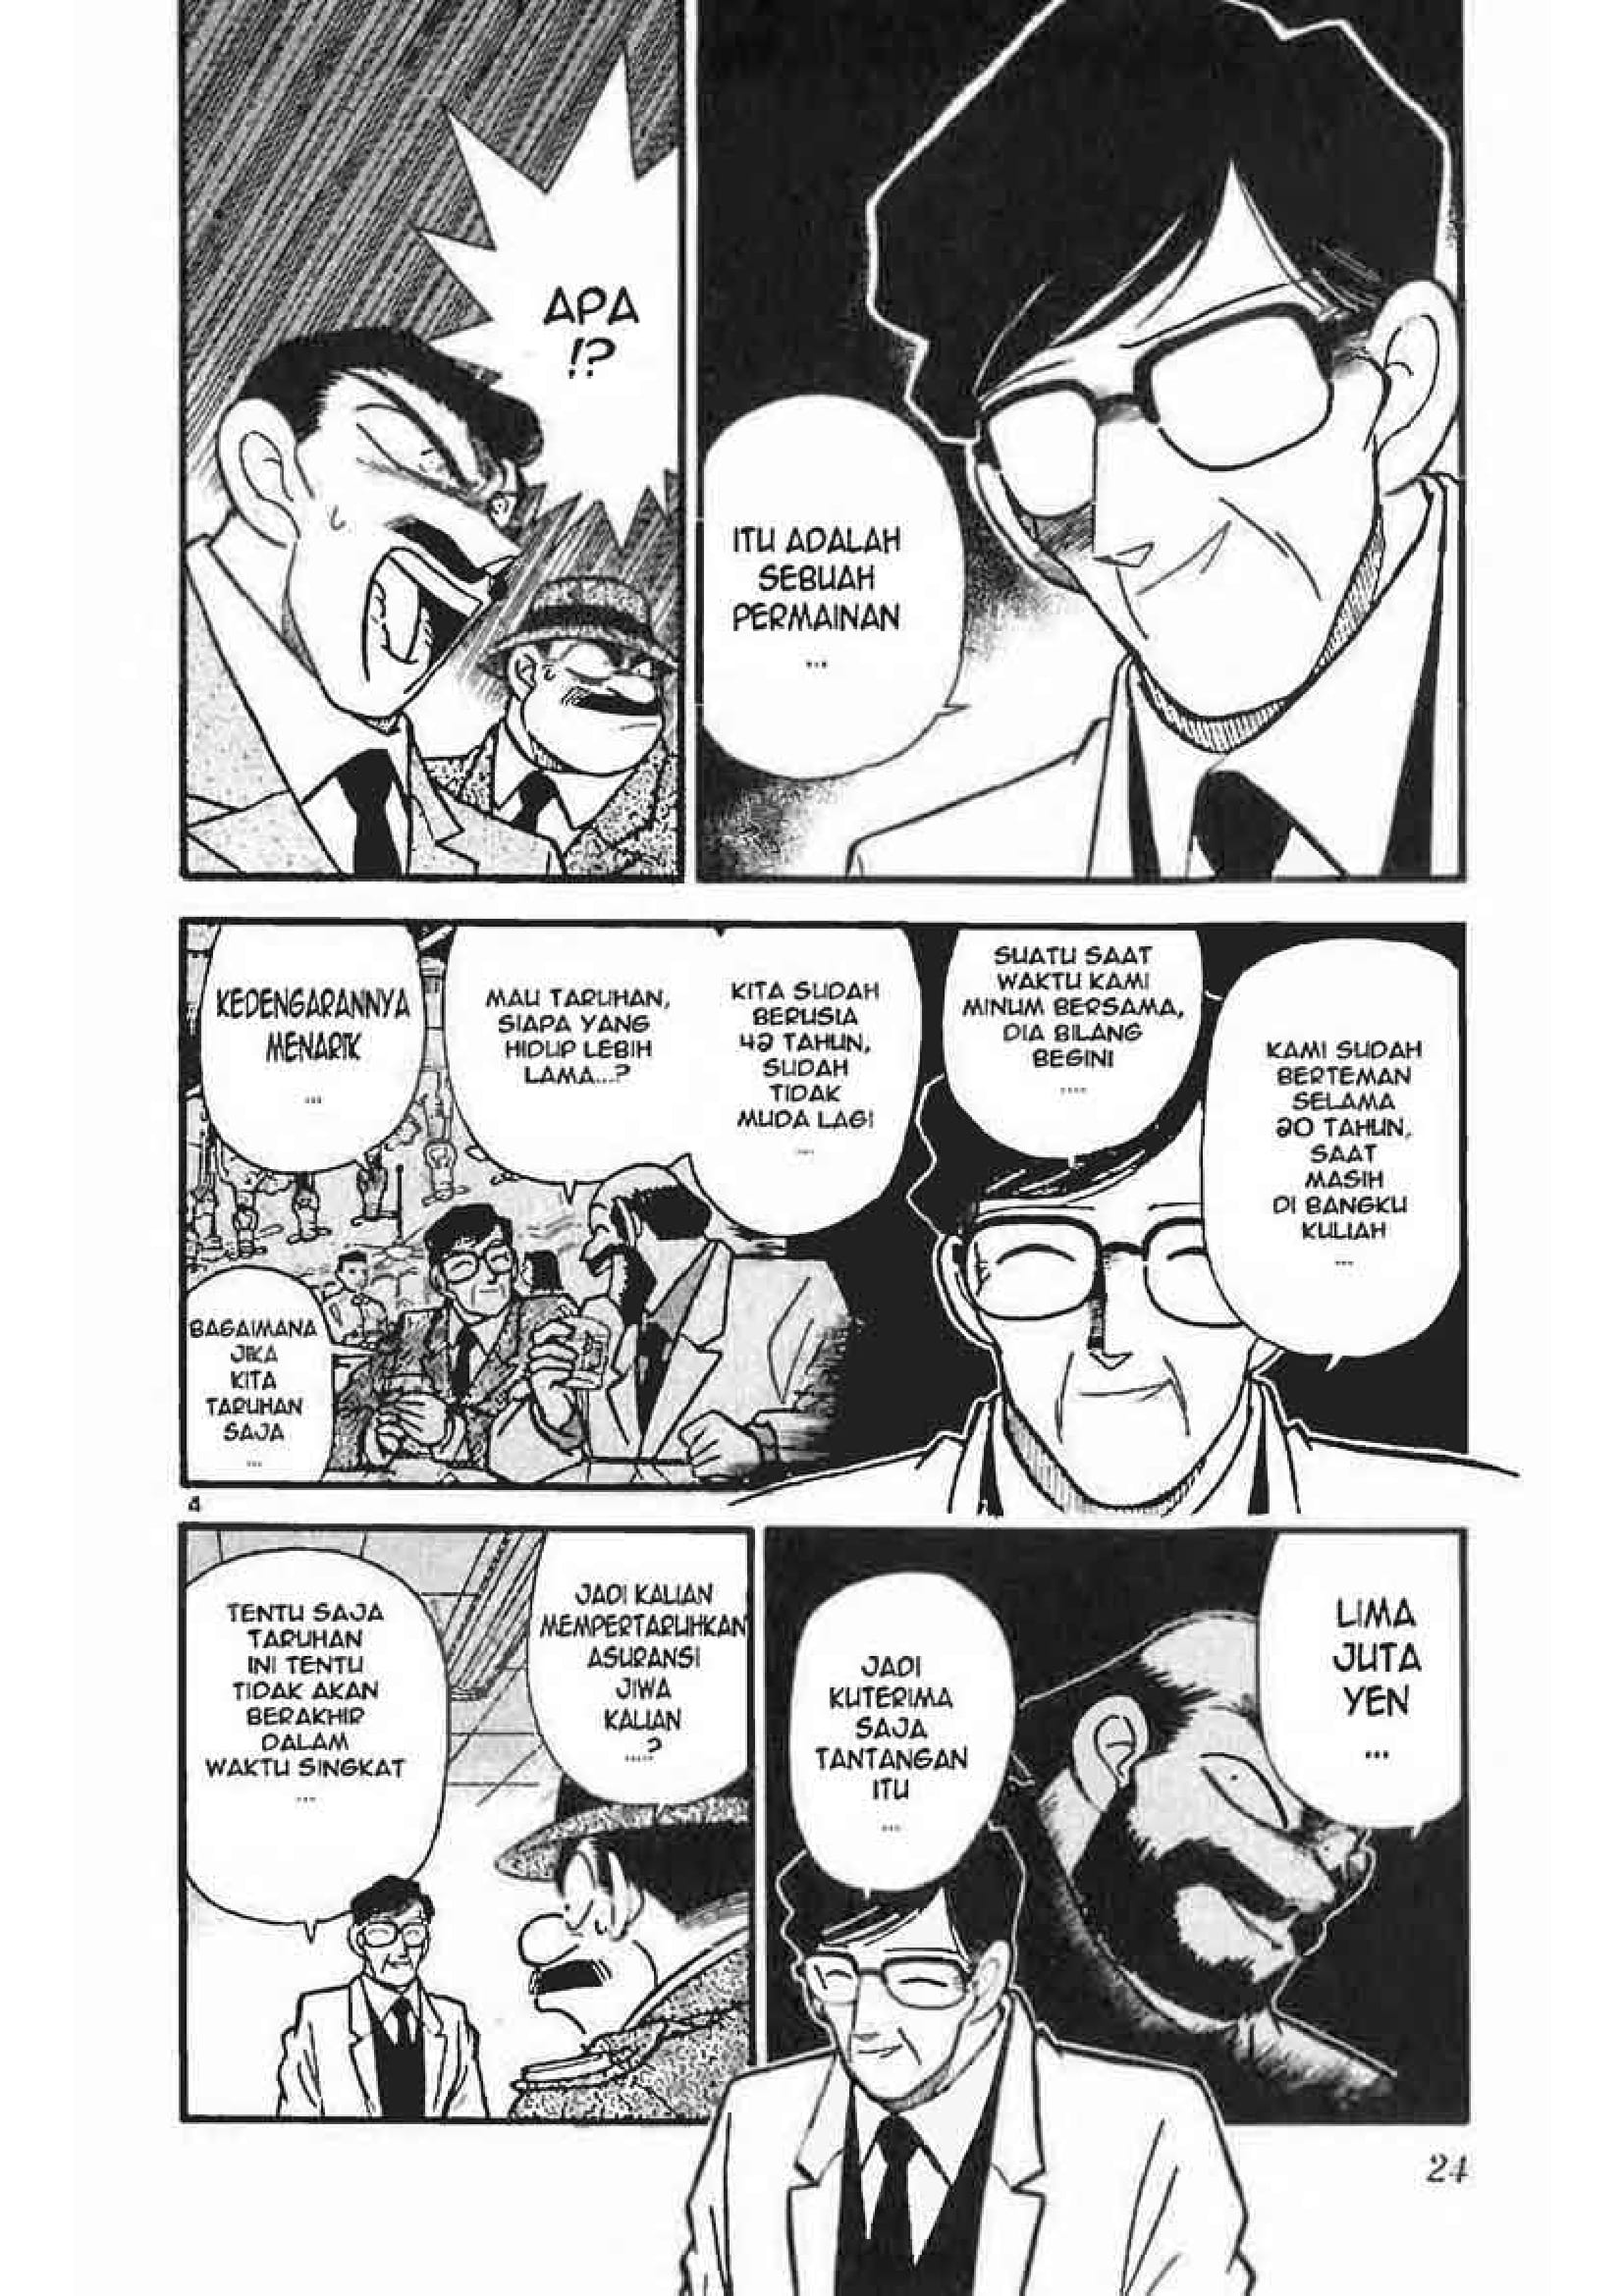 ITU ADALAH
SEBUAH
PERMAINAN
...
APA
!?
KAMI SUDAH
BERTEMAN
SELAMA
20 TAHUN,
SAAT
MASIH
DI BANGKU
KULIAH
...
SUATU SAAT
WAKTU KAMI
MINUM BERSAMA,
DIA BILANG
BEGINI
....
KITA SUDAH
BERUSIA
42 TAHUN,
SUDAH
TIDAK
MUDA LAGI
...
MAU TARUHAN,
SIAPA YANG
HIDUP LEBIH
LAMA...?
KEDENGARANNYA
MENARIK
...
BAGAIMANA
JIKA
KITA
TARUHAN
SAJA
...
4
LIMA
JUTA
YEN
...
JADI
KUTERIMA
SAJA
TANTANGAN
ITU
...
JADI KALIAN
MEMPERTARUHKAN
ASURANSI
JIWA
KALIAN
.....?
TENTU SAJA
TARUHAN
INI TENTU
TIDAK AKAN
BERAKHIR
DALAM
WAKTU SINGKAT
...
24